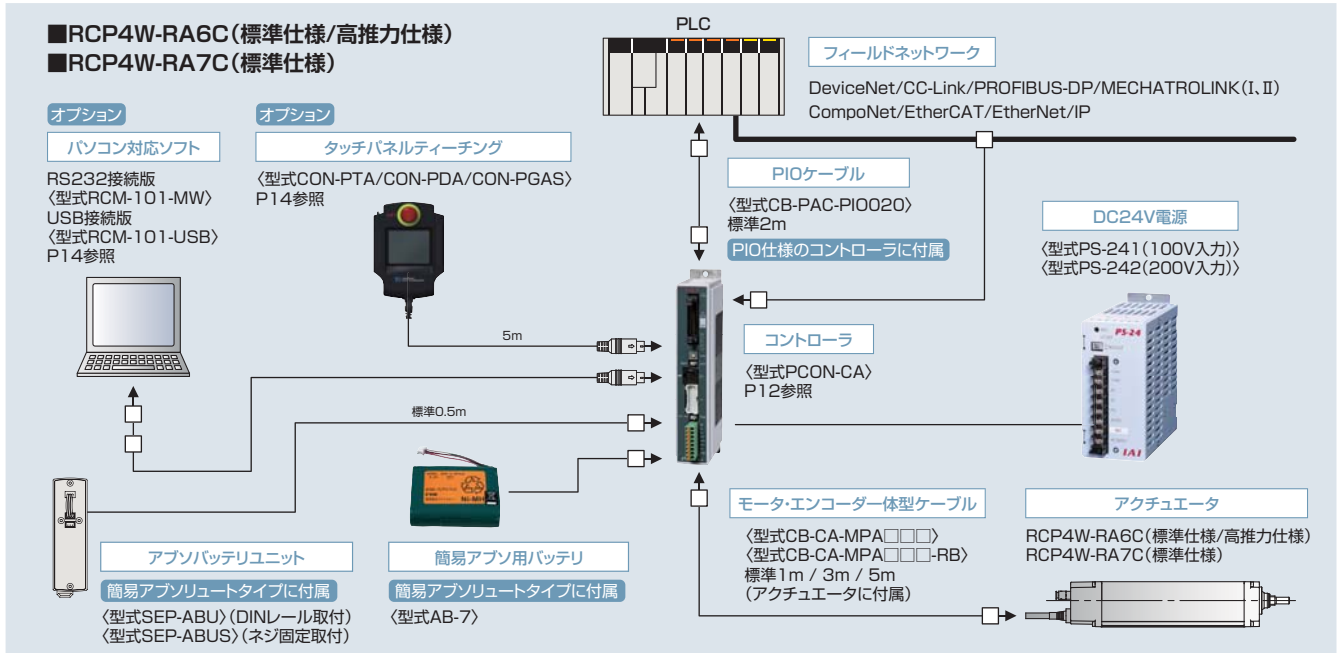 ■RCP4W-RA6C（標準仕様/高推力仕様）
■RCP4W-RA7C（標準仕様）
PLC
フィールドネットワーク
DeviceNet/CC-Link/PROFIBUS-DP/MECHATROLINK（I、II）
CompoNet/EtherCAT/EtherNet/IP
オプション
パソコン対応ソフト
RS232接続版
〈型式RCM-101-MW〉
USB接続版
〈型式RCM-101-USB〉
P14参照
オプション
タッチパネルティーチング
〈型式CON-PTA/CON-PDA/CON-PGAS〉
P14参照
PIOケーブル
〈型式CB-PAC-PIO020〉
標準2m
PIO仕様のコントローラに付属
DC24V電源
〈型式PS-241（100V入力）〉
〈型式PS-242（200V入力）〉
PS-24
IAI
5m
コントローラ
〈型式PCON-CA〉
P12参照
標準0.5m
アブソバッテリユニット
簡易アブソリュートタイプに付属
〈型式SEP-ABU〉（DINレール取付）
〈型式SEP-ABUS〉（ネジ固定取付）
簡易アブソ用バッテリ
簡易アブソリュートタイプに付属
〈型式AB-7〉
モータ・エンコーダ一体型ケーブル
〈型式CB-CA-MPA□□□〉
〈型式CB-CA-MPA□□□-RB〉
標準1m / 3m / 5m
（アクチュエータに付属）
アクチュエータ
RCP4W-RA6C（標準仕様/高推力仕様）
RCP4W-RA7C（標準仕様）